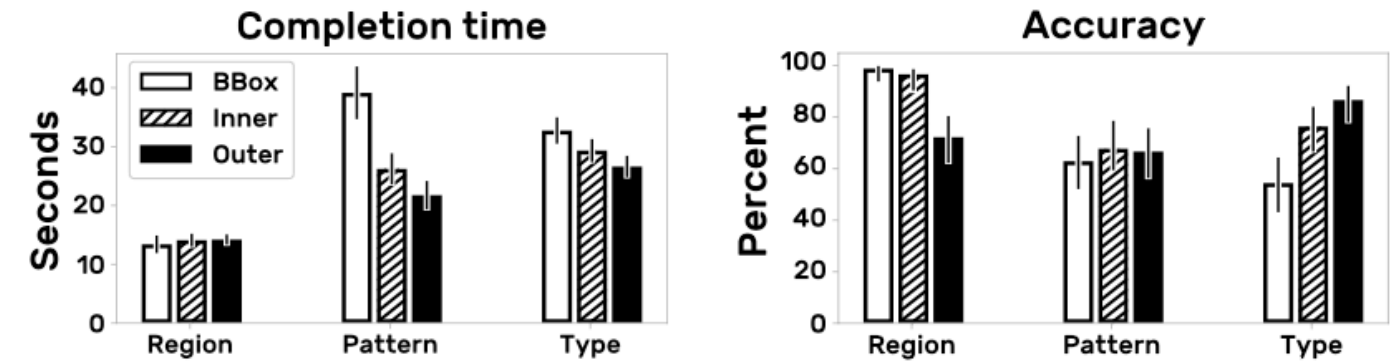 Completion time
Seconds
40
30
20
10
0
BBox
Inner
Outer
Region Pattern Type
Accuracy
Percent
100
80
60
40
20
0
Region Pattern Type